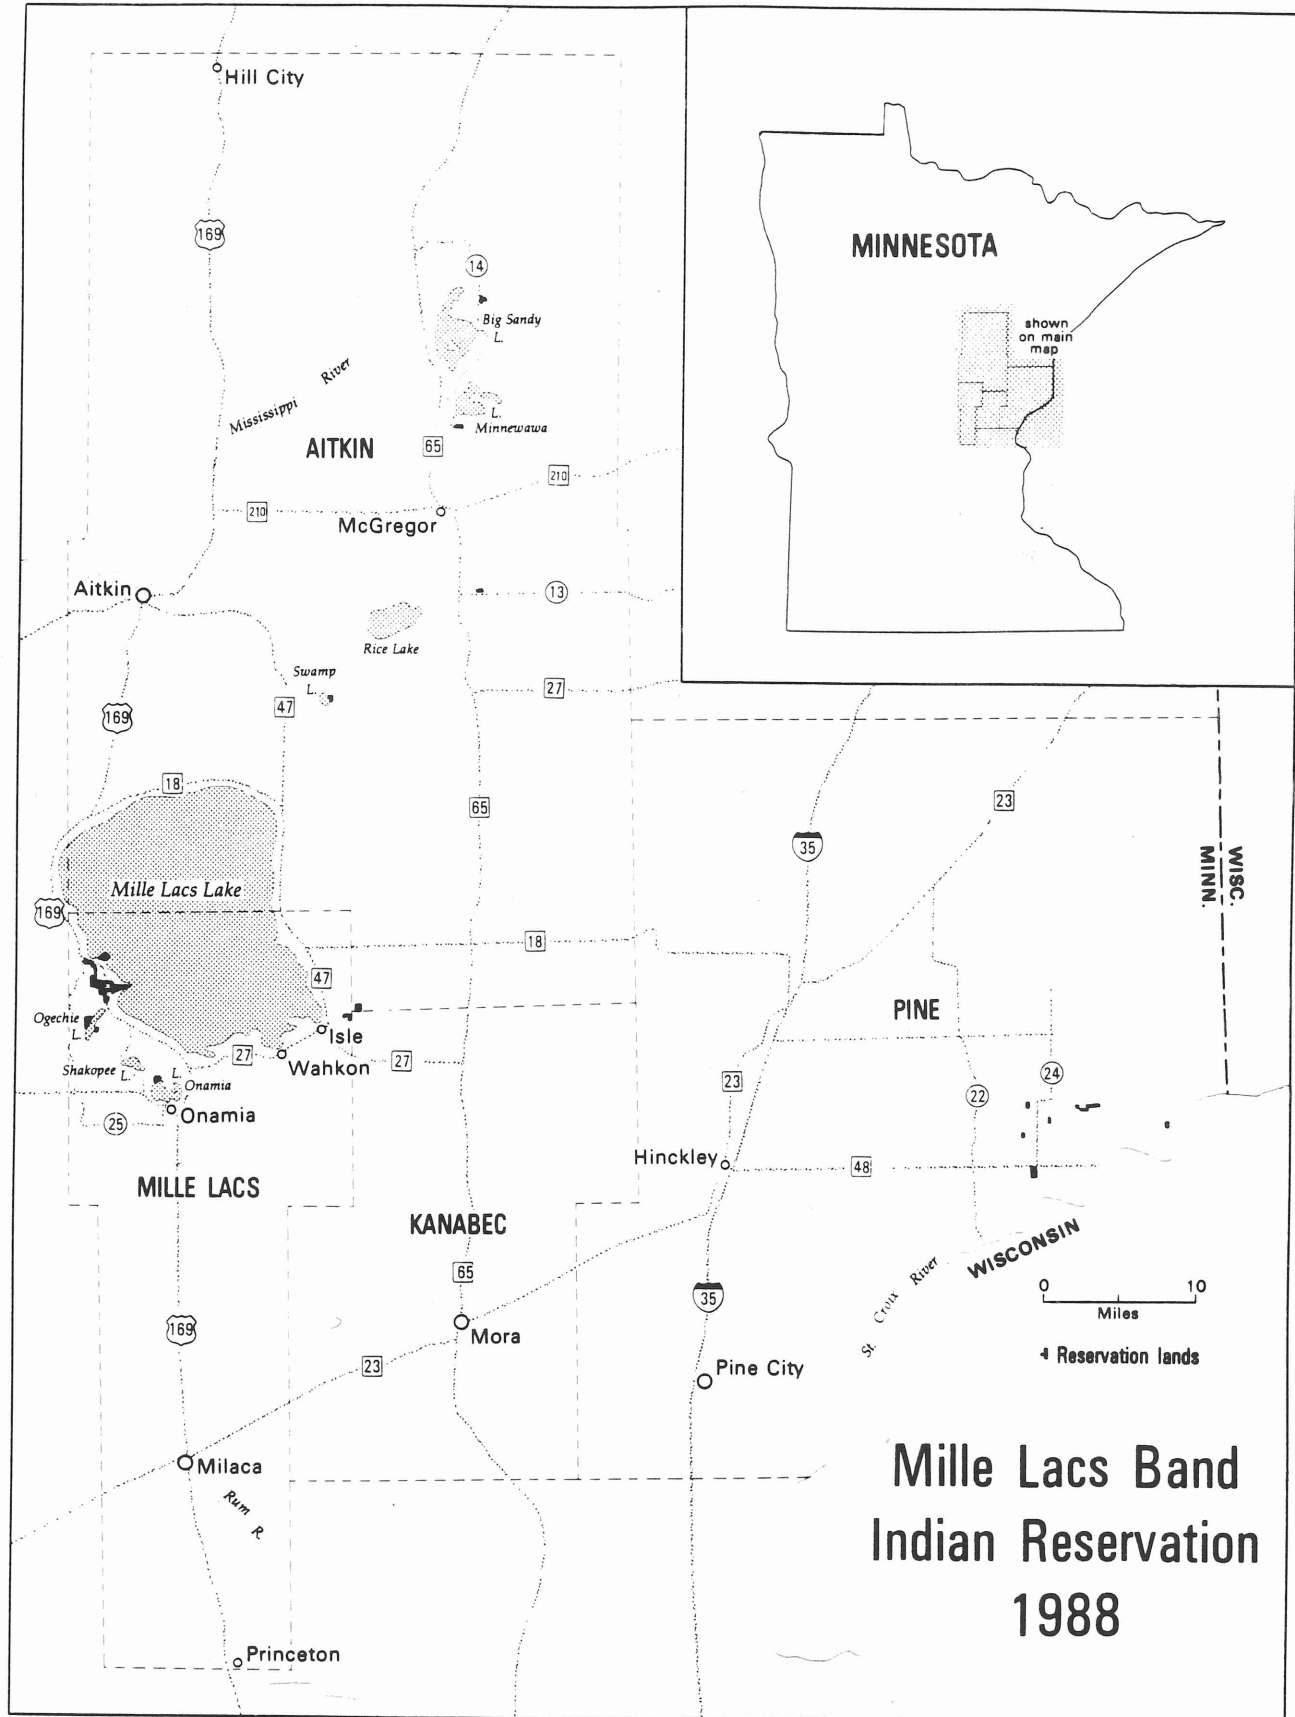 Hill City
169
14
Big Sandy
L.
Mississippi River
L.
Minnewawa
AITKIN
65
210
210
McGregor
Aitkin
13
Rice Lake
Swamp
L.
27
47
169
18
65
Mille Lacs Lake
169
18
47
Ogechie
L.
Isle
27
Wahkon
27
Shakopee
L.
L.
Onamia
Onamia
25
MILLE LACS
KANABEC
65
169
Mora
23
Milaca
Rum R.
Princeton
MINNESOTA
shown
on main
map
23
35
WISC.
MINN.
PINE
23
24
22
Hinckley
48
WISCONSIN
St. Croix River
35
Pine City
0 10
Miles
Reservation lands
Mille Lacs Band
Indian Reservation
1988